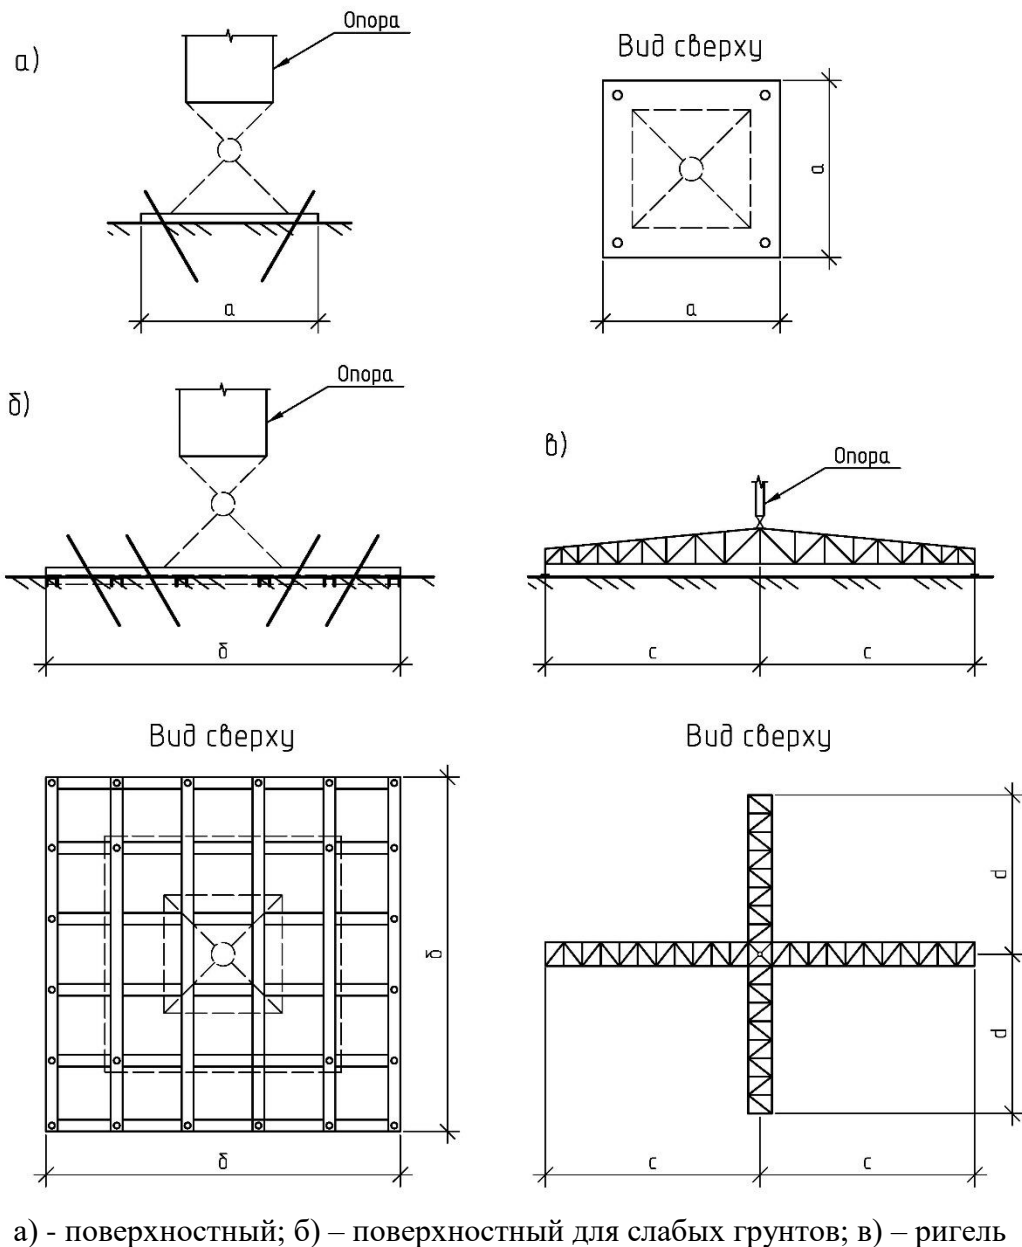 а)
Опора
Вид сверху
а
а
а
б)
Опора
б
в)
Опора
с
с
Вид сверху
б
б
Вид сверху
d
d
с
с
а) - поверхностный; б) – поверхностный для слабых грунтов; в) – ригель